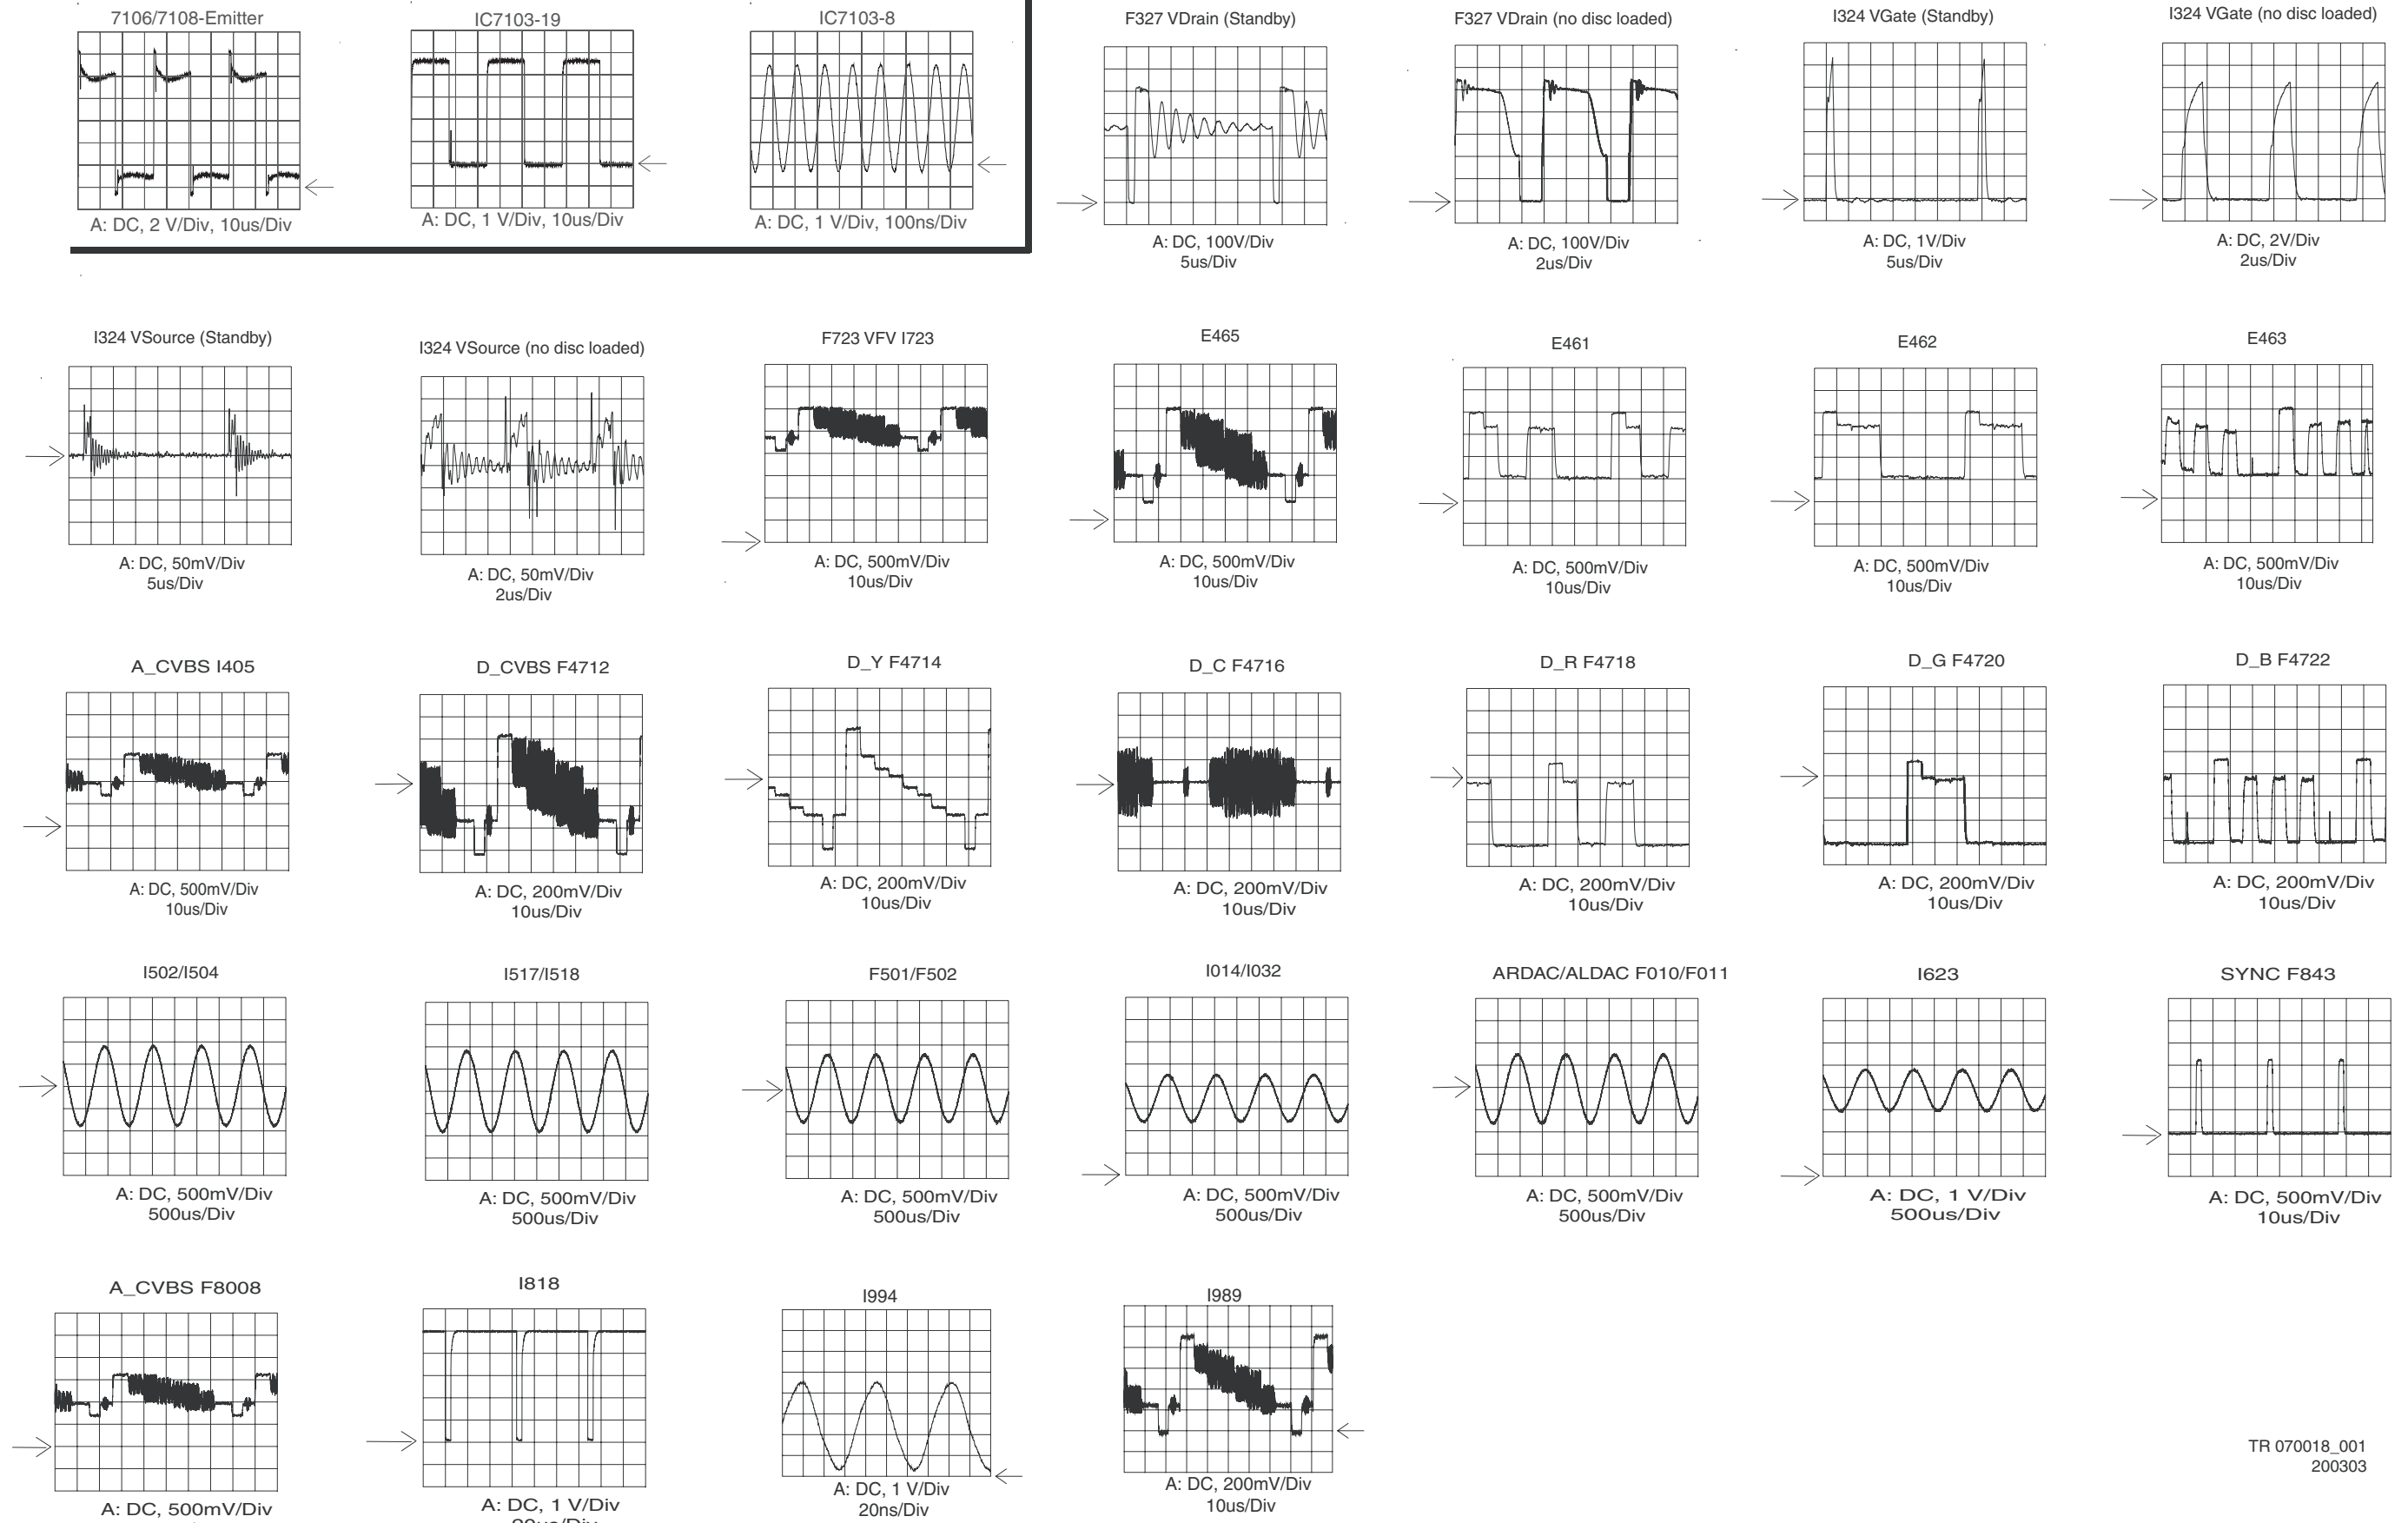 7106/7108-Emitter
A: DC, 2 V/Div, 10us/Div
IC7103-19
A: DC, 1 V/Div, 10us/Div
IC7103-8
A: DC, 1 V/Div, 100ns/Div
F327 VDrain (Standby)
A: DC, 100V/Div
5us/Div
F327 VDrain (no disc loaded)
A: DC, 100V/Div
2us/Div
I324 VGate (Standby)
A: DC, 1V/Div
5us/Div
I324 VGate (no disc loaded)
A: DC, 2V/Div
2us/Div
I324 VSource (Standby)
A: DC, 50mV/Div
5us/Div
I324 VSource (no disc loaded)
A: DC, 50mV/Div
2us/Div
F723 VFV I723
A: DC, 500mV/Div
10us/Div
E465
A: DC, 500mV/Div
10us/Div
E461
A: DC, 500mV/Div
10us/Div
E462
A: DC, 500mV/Div
10us/Div
E463
A: DC, 500mV/Div
10us/Div
A_CVBS I405
A: DC, 500mV/Div
10us/Div
D_CVBS F4712
A: DC, 200mV/Div
10us/Div
D_Y F4714
A: DC, 200mV/Div
10us/Div
D_C F4716
A: DC, 200mV/Div
10us/Div
D_R F4718
A: DC, 200mV/Div
10us/Div
D_G F4720
A: DC, 200mV/Div
10us/Div
D_B F4722
A: DC, 200mV/Div
10us/Div
I502/I504
A: DC, 500mV/Div
500us/Div
I517/I518
A: DC, 500mV/Div
500us/Div
F501/F502
A: DC, 500mV/Div
500us/Div
I014/I032
A: DC, 500mV/Div
500us/Div
ARDAC/ALDAC F010/F011
A: DC, 500mV/Div
500us/Div
I623
A: DC, 1 V/Div
500us/Div
SYNC F843
A: DC, 500mV/Div
10us/Div
A_CVBS F8008
A: DC, 500mV/Div
I818
A: DC, 1 V/Div
20us/Div
I994
A: DC, 1 V/Div
20ns/Div
I989
A: DC, 200mV/Div
10us/Div
TR 070018_001
200303